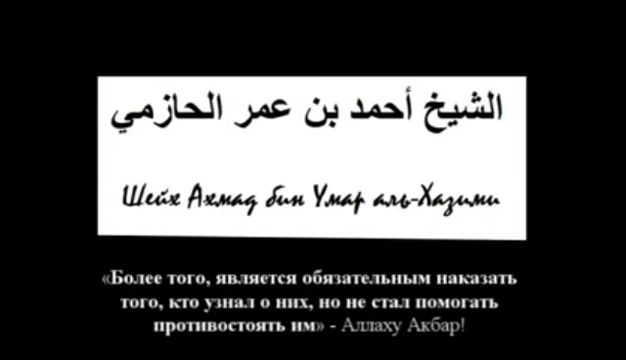 الشيخ أحمد بن عمر الحازمي
Шейх Ахмад бин Умар аль-Хазими
«Более того, является обязательным наказать
того, кто узнал о них, но не стал помогать
противостоять им» - Аллаху Акбар!